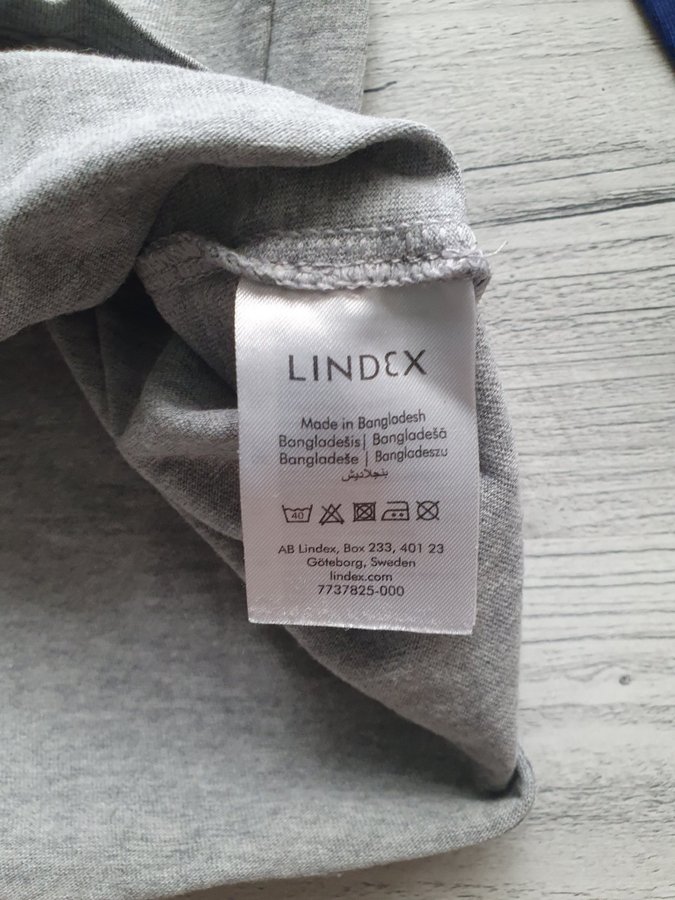 LINDEX
Made in Bangladesh
Bangladešis| Bangladešā
Bangladeše | Bangladeszu
بنجلاديش
40
AB Lindex, Box 233, 401 23
Göteborg, Sweden
lindex.com
7737825-000